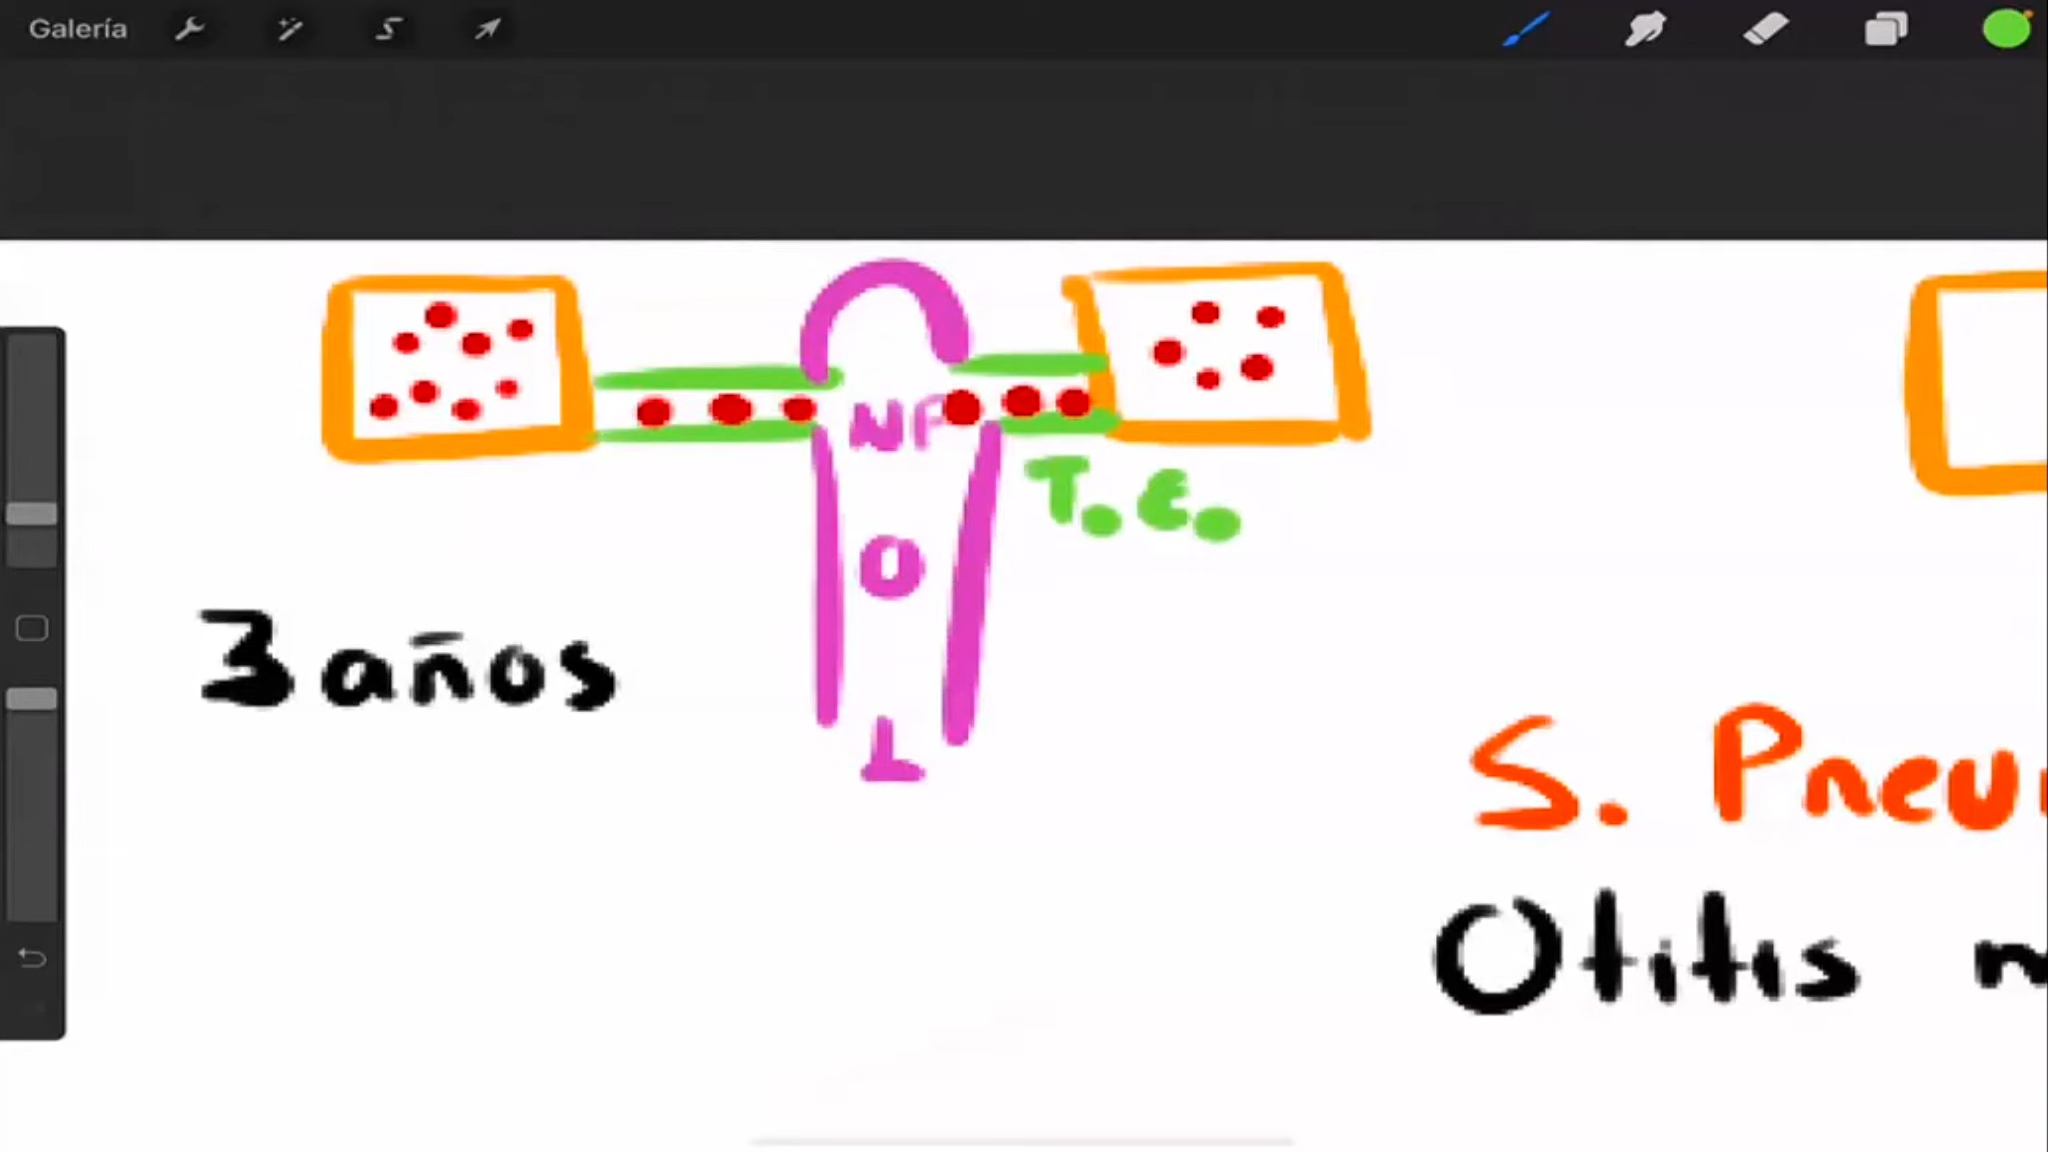 Galería
NF
T. E.
O
3 años
L
S. Pneu
Otitis m